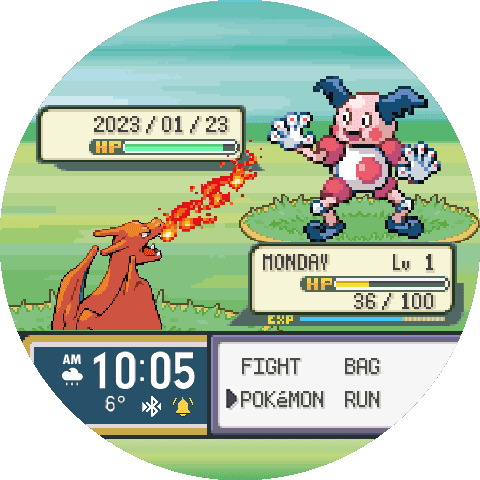 2023/01/23
HP
MONDAY Lv 1
HP
36/100
EXP
AM 10:05
6°
FIGHT BAG
POKéMON RUN